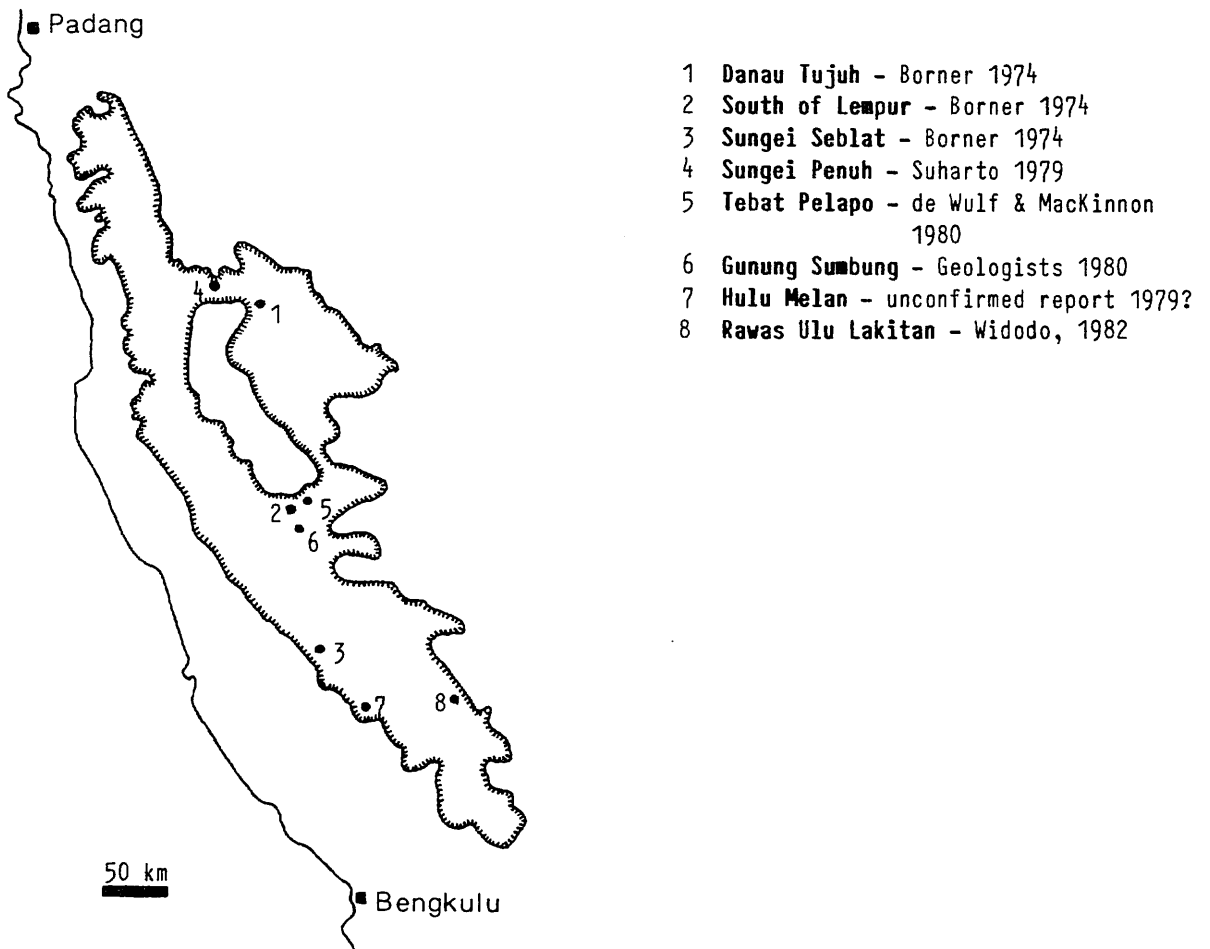 Padang
1 Danau Tujuh – Borner 1974
2 South of Lempur – Borner 1974
3 Sungei Seblat – Borner 1974
4 Sungei Penuh – Suharto 1979
5 Tebat Pelapo – de Wulf & MacKinnon
1980
6 Gunung Sumbung – Geologists 1980
7 Hulu Melan – unconfirmed report 1979?
8 Rawas Ulu Lakitan – Widodo, 1982
4
1
5
2
6
3
7
8
50 km
Bengkulu